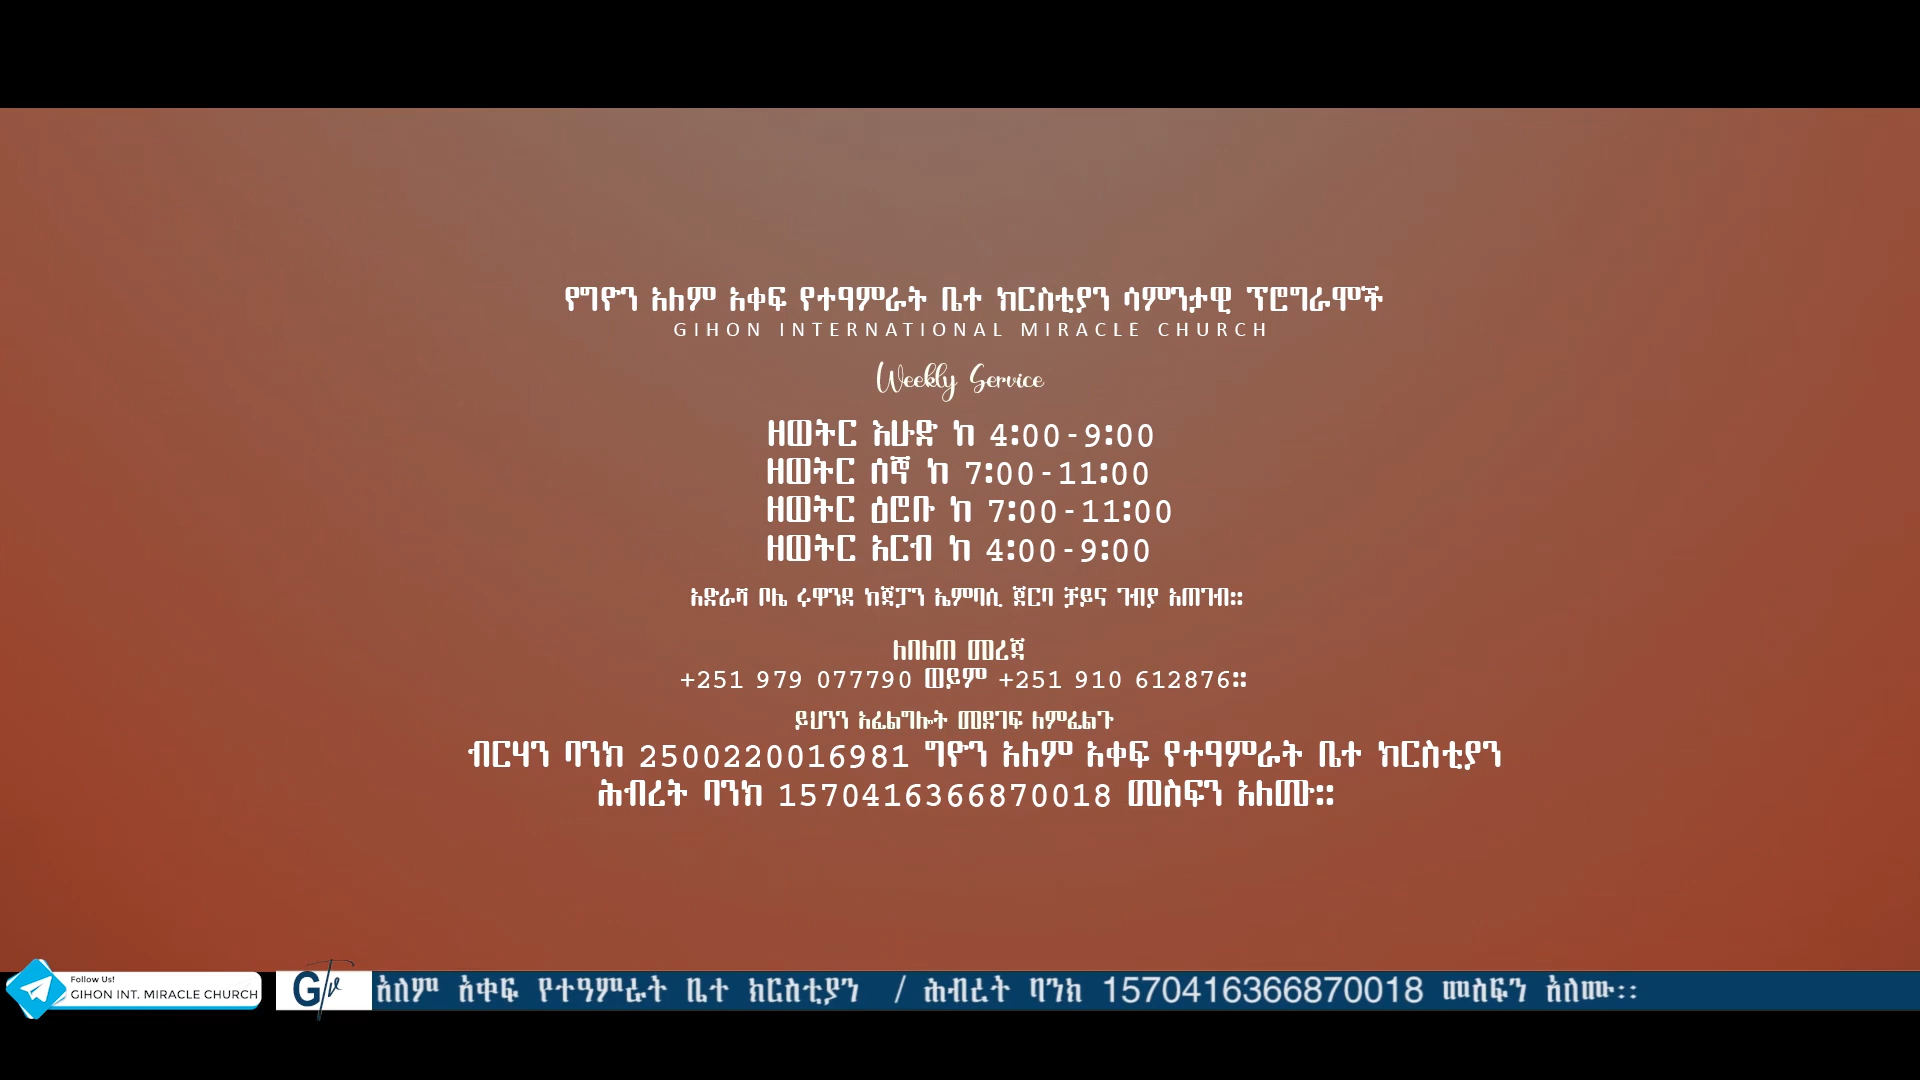 የግዮን አለም አቀፍ የተዓምራት ቤተ ክርስቲያን ሳምንታዊ ፕሮግራሞች
GIHON INTERNATIONAL MIRACLE CHURCH
Weekly Service
ዘወትር እሁድ ከ 4:00-9:00
ዘወትር ሰኞ ከ 7:00-11:00
ዘወትር ዕሮቡ ከ 7:00-11:00
ዘወትር አርብ ከ 4:00-9:00
አድራሻ ቦሌ ሩዋንዳ ከጃፓን ኤምባሲ ጀርባ ቻይና ገብያ አጠገብ።
ለበለጠ መረጃ
+251 979 077790 ወይም +251 910 612876።
ይህንን አፈልግሎት መደገፍ ለምፈልጉ
ብርሃን ባንክ 2500220016981 ግዮን አለም አቀፍ የተዓምራት ቤተ ክርስቲያን
ሕብረት ባንክ 1570416366870018 መስፍን አለሙ።
Follow Us!
GIHON INT. MIRACLE CHURCH
G tv
አለም አቀፍ የተዓምራት ቤተ ክርስቲያን / ሕብረት ባንክ 1570416366870018 መስፍን አለሙ::